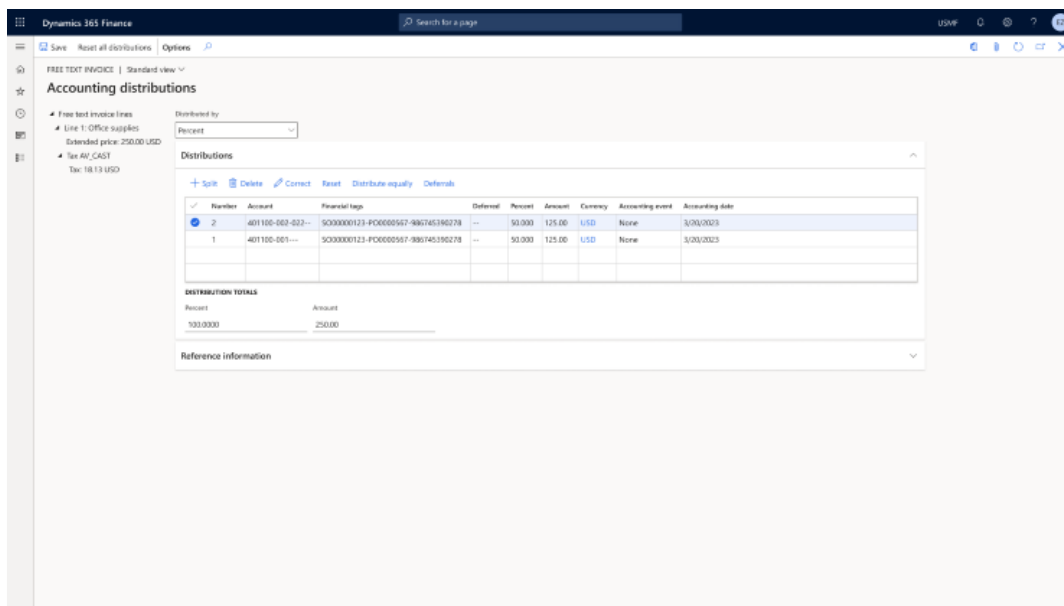 Dynamics 365 Finance
Search for a page
USMF
Save Reset all distributions Options
FREE TEXT INVOICE | Standard view
Accounting distributions
Free text invoice lines
Line 1: Office supplies
Extended price: 250.00 USD
Tax AV_CAST
Tax: 18.13 USD
Distributed by
Percent
Distributions
Split Delete Correct Reset Distribute equally Deferrals
Number Account Financial tags Deferred Percent Amount Currency Accounting event Accounting date
2 401100-002-022-- SO00000123-PO0000567-986745390278 -- 50.000 125.00 USD None 3/20/2023
1 401100-001--- SO00000123-PO0000567-986745390278 -- 50.000 125.00 USD None 3/20/2023
DISTRIBUTION TOTALS
Percent Amount
100.0000 250.00
Reference information